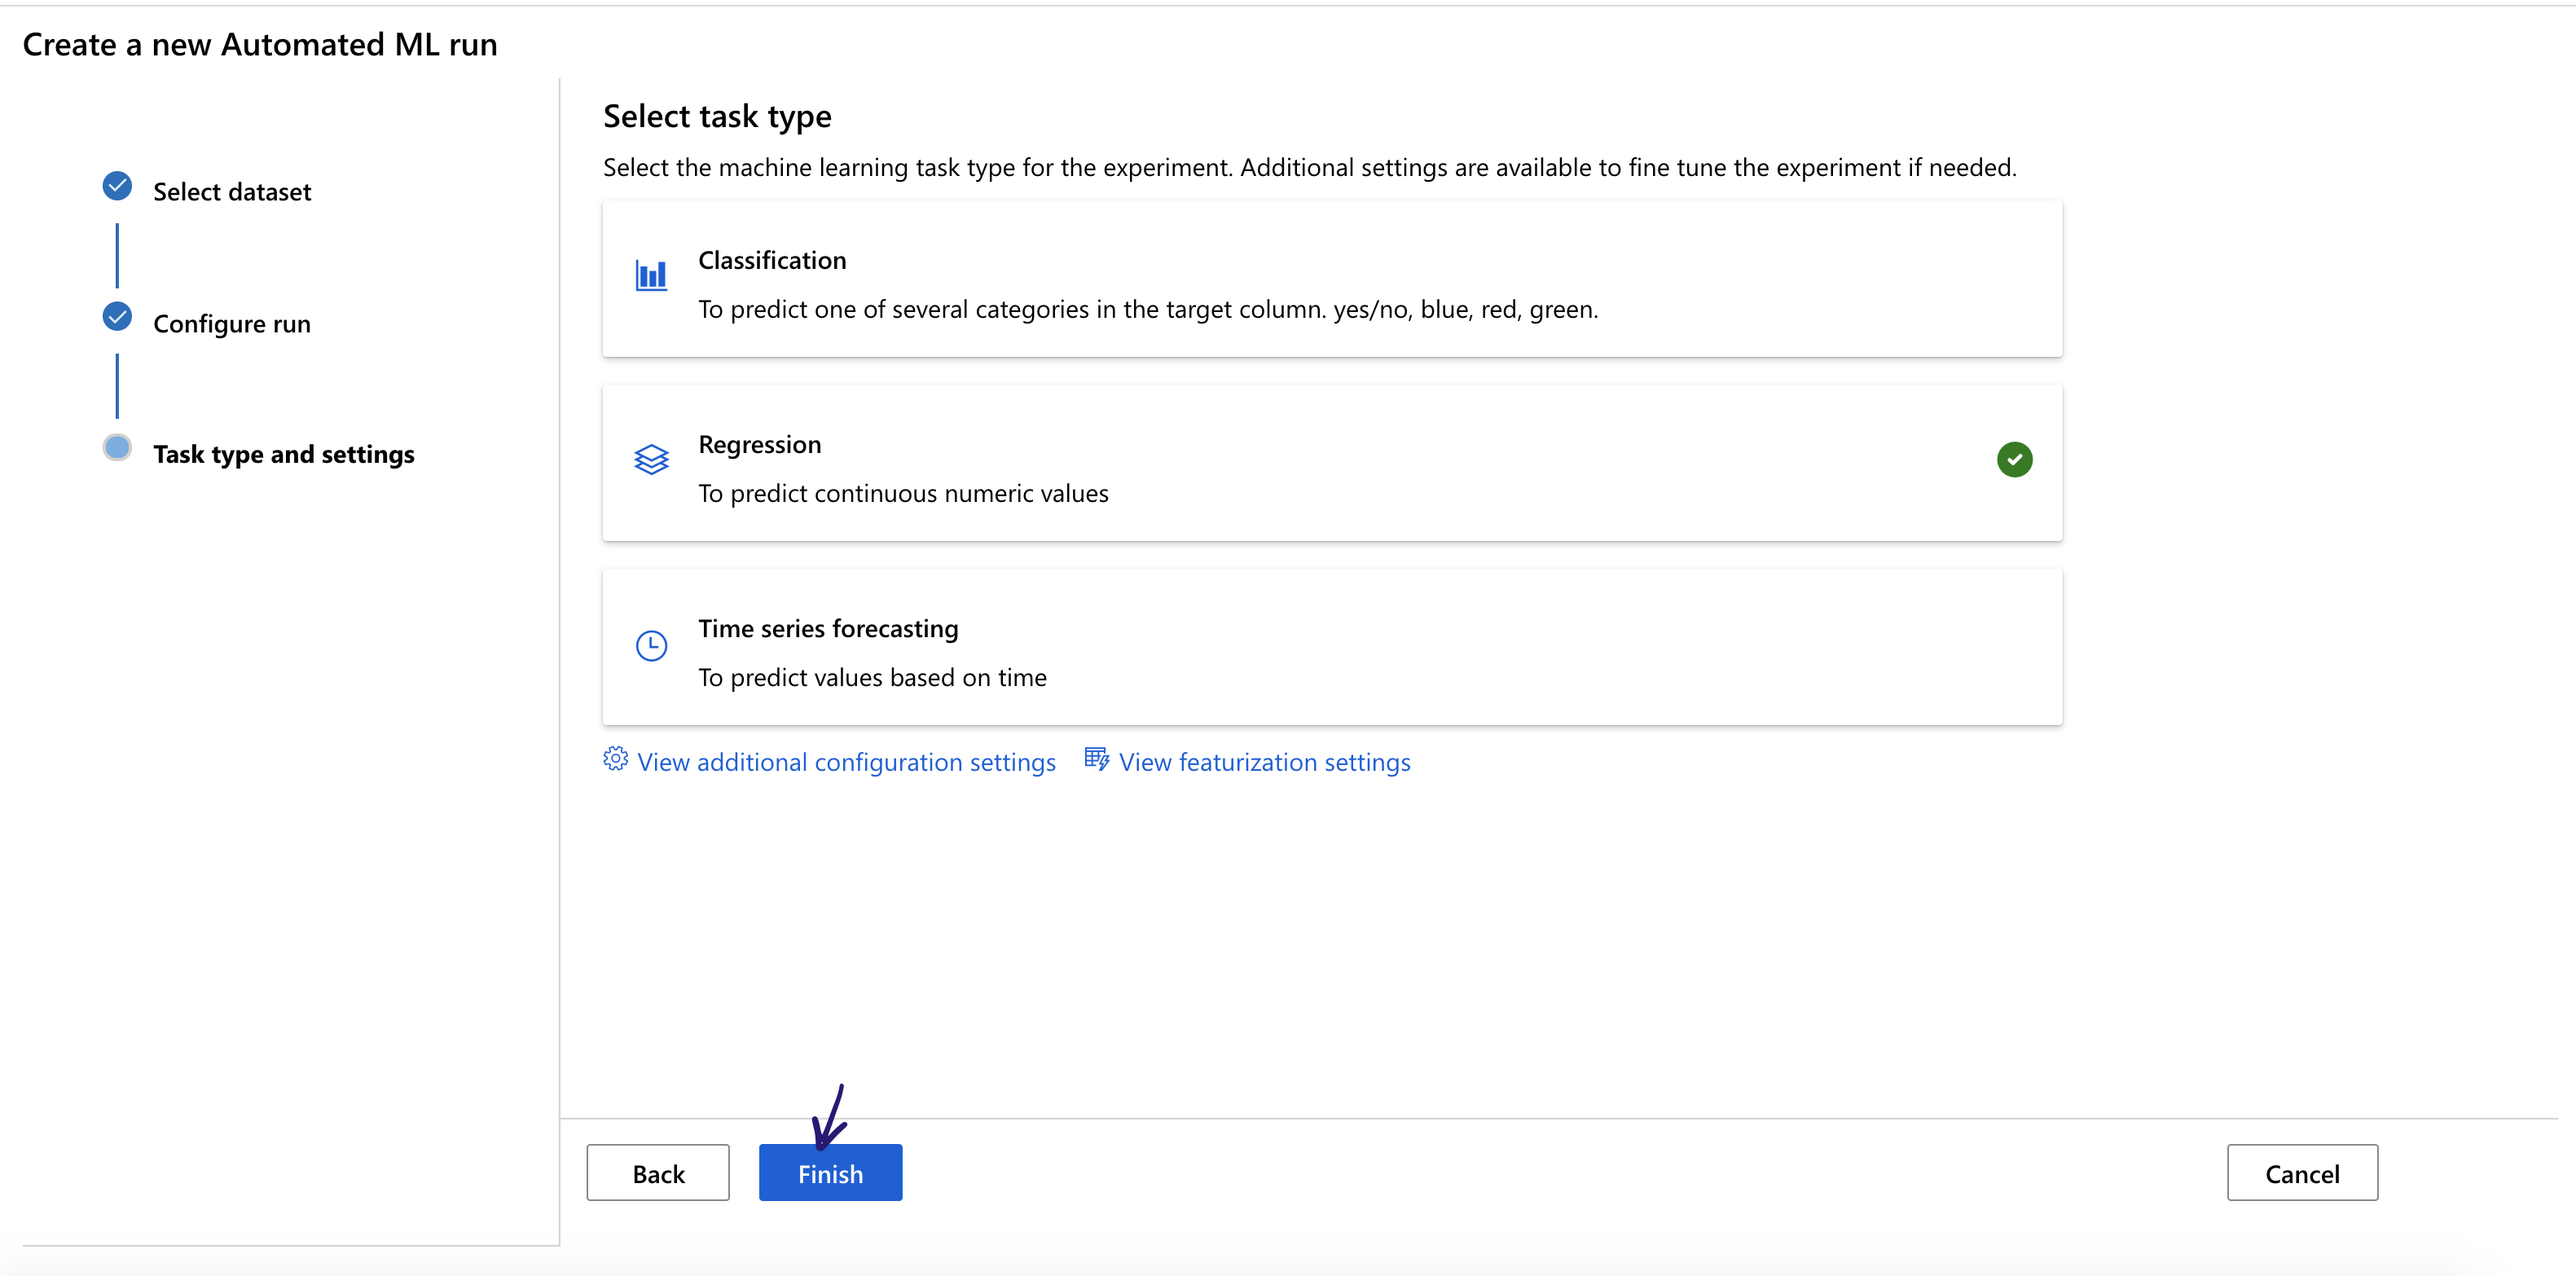 Create a new Automated ML run
Select dataset
Configure run
Task type and settings
Select task type
Select the machine learning task type for the experiment. Additional settings are available to fine tune the experiment if needed.
Classification
To predict one of several categories in the target column. yes/no, blue, red, green.
Regression
To predict continuous numeric values
Time series forecasting
To predict values based on time
View additional configuration settings View featurization settings
Back Finish Cancel